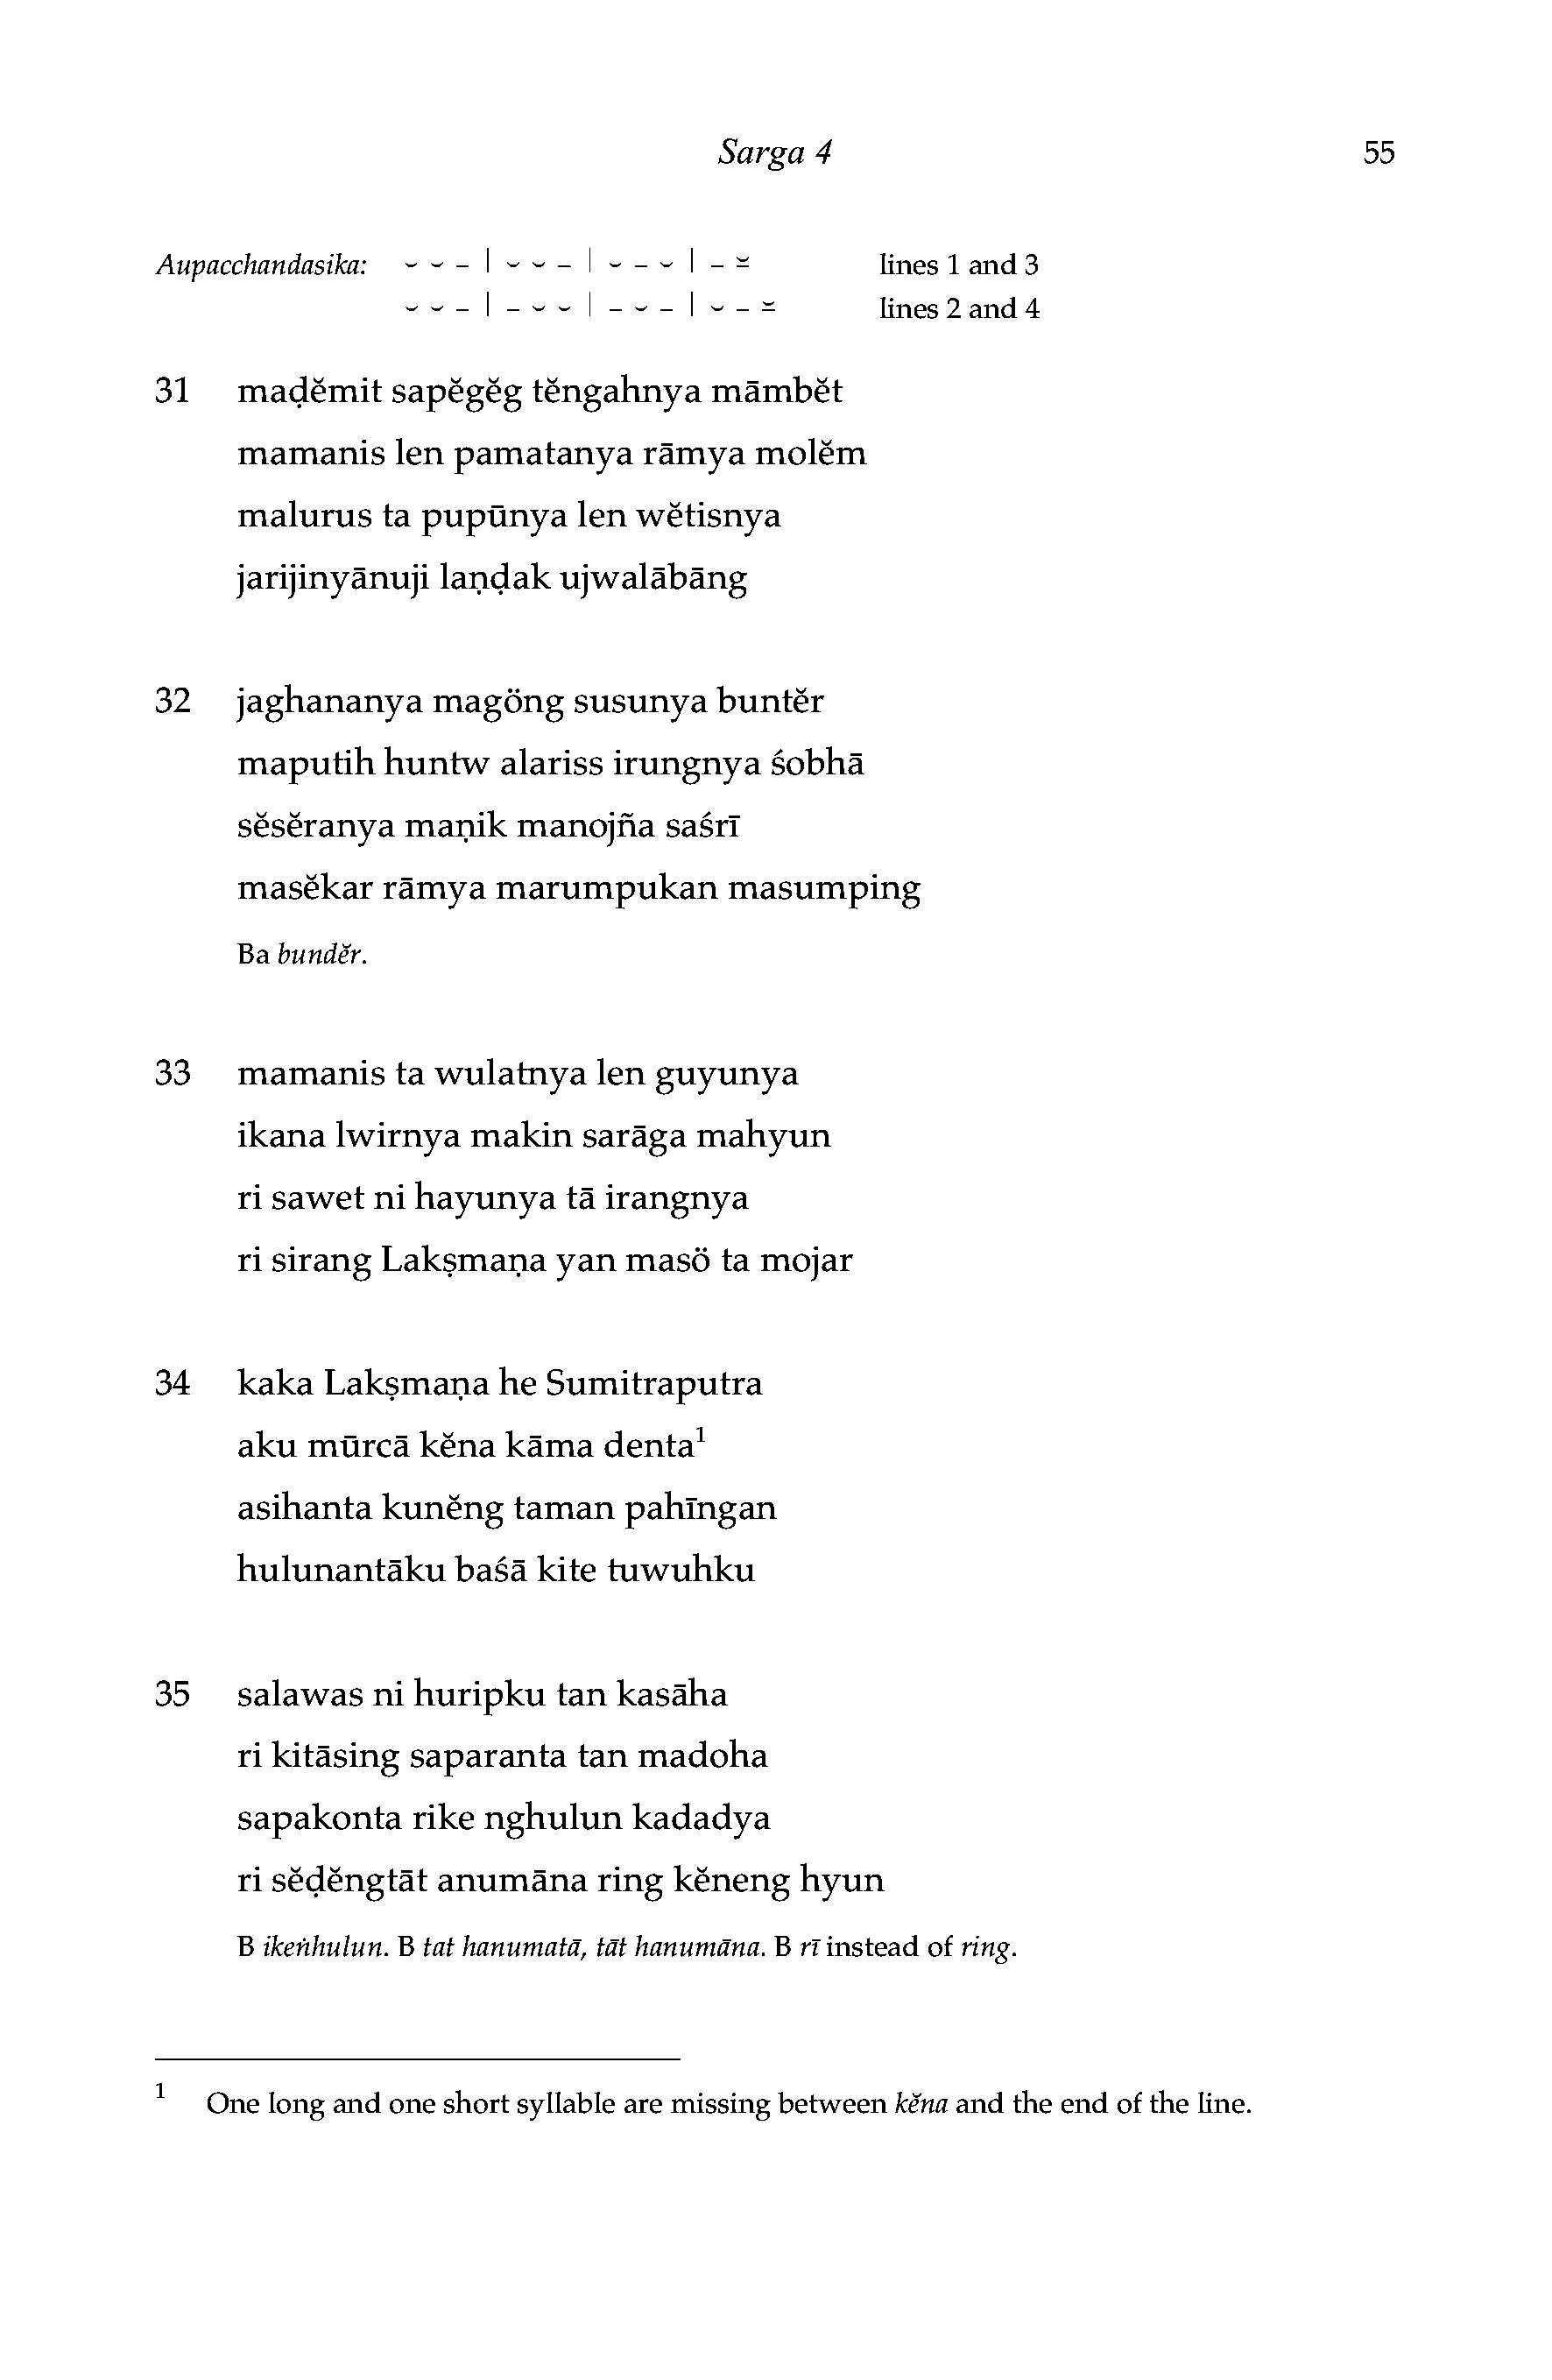 Sarga 4 55
Aupacchandasika: ⏑ ⏑ – | ⏑ ⏑ – | ⏑ – ⏑ | – ⏓ lines 1 and 3
⏑ ⏑ – | – ⏑ ⏑ | – ⏑ – | ⏑ – ⏓ lines 2 and 4
31 maḍĕmit sapĕgĕg tĕngahnya māmbĕt
mamanis len pamatanya rāmya molĕm
malurus ta pupūnya len wĕtisnya
jarijinyānuji laṇḍak ujwalābāng
32 jaghananya magöng susunya buntĕr
maputih huntw alariss irungnya śobhā
sĕsĕranya maṇik manojña saśrī
masĕkar rāmya marumpukan masumping
Ba bundĕr.
33 mamanis ta wulatnya len guyunya
ikana lwirnya makin sarāga mahyun
ri sawet ni hayunya tā irangnya
ri sirang Lakṣmaṇa yan masö ta mojar
34 kaka Lakṣmaṇa he Sumitraputra
aku mūrcā kĕna kāma denta¹
asihanta kunĕng taman pahīngan
hulunantāku baśā kite tuwuhku
35 salawas ni huripku tan kasāha
ri kitāsing saparanta tan madoha
sapakonta rike nghulun kadadya
ri sĕḍĕngtāt anumāna ring kĕneng hyun
B ikeṅhulun. B tat hanumatā, tāt hanumāna. B rī instead of ring.
¹ One long and one short syllable are missing between kĕna and the end of the line.